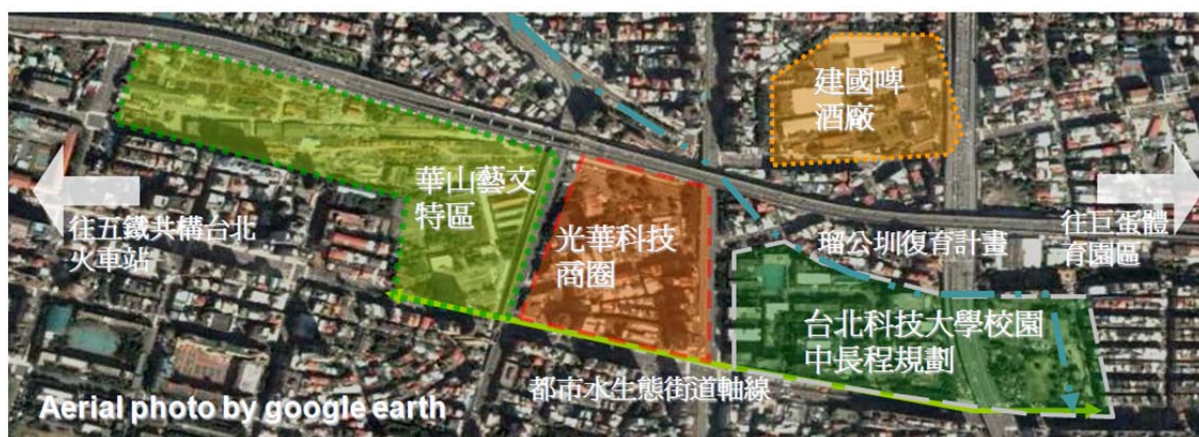 建國啤
酒廠
華山藝文
特區
往五鐵共構台北
火車站
光華科技
商圈
瑠公圳復育計畫
往巨蛋體
育園區
台北科技大學校園
中長程規劃
都市水生態街道軸線
Aerial photo by google earth